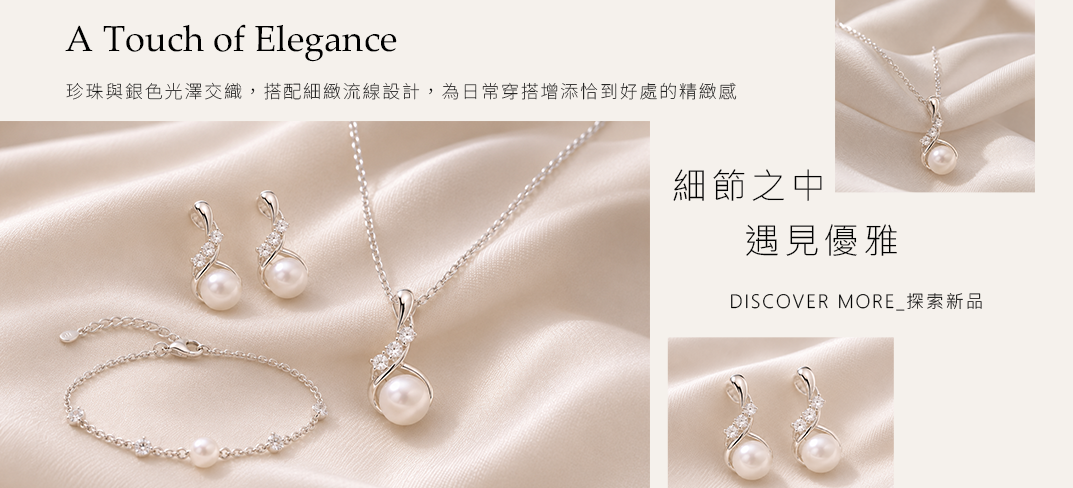 A Touch of Elegance
珍珠與銀色光澤交織，搭配細緻流線設計，為日常穿搭增添恰到好處的精緻感
細節之中
遇見優雅
DISCOVER MORE_探索新品